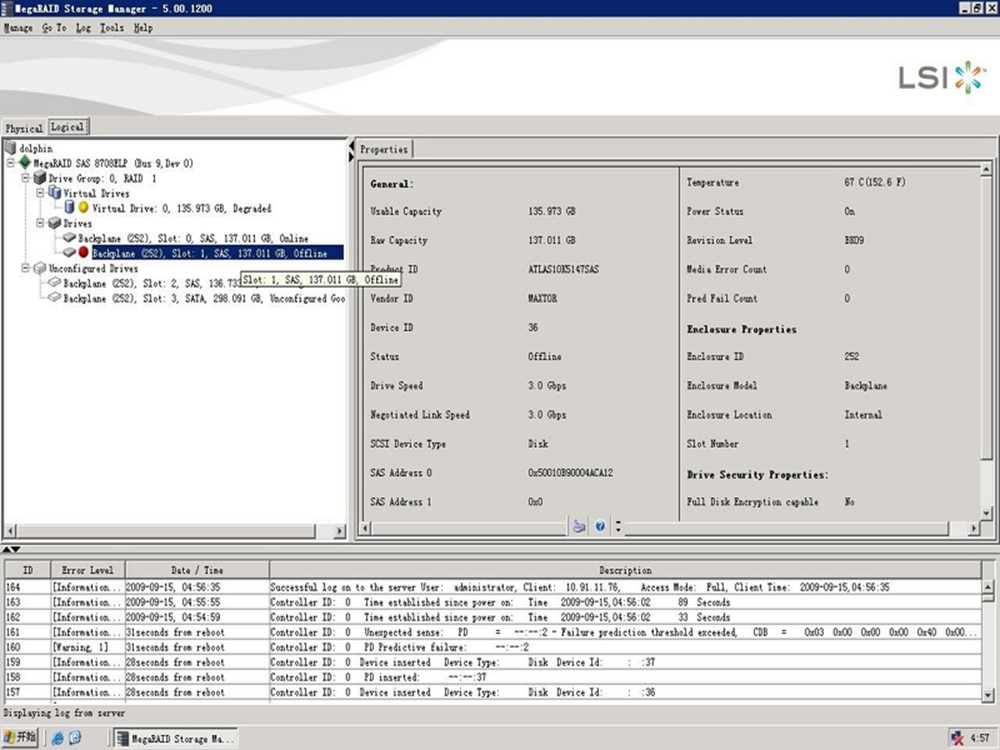 MegaRAID Storage Manager - 5.00.1200
Manage Go To Log Tools Help
LSI
Physical Logical
dolphin
MegaRAID SAS 8708ELP (Bus 9,Dev 0)
Drive Group: 0, RAID 1
Virtual Drives
Virtual Drive: 0, 135.973 GB, Degraded
Drives
Backplane (252), Slot: 0, SAS, 137.011 GB, Online
Backplane (252), Slot: 1, SAS, 137.011 GB, Offline
Unconfigured Drives
Slot: 1, SAS, 137.011 GB, Offline
Backplane (252), Slot: 2, SAS, 136.73
Backplane (252), Slot: 3, SATA, 298.091 GB, Unconfigured Goo
Properties
General:
Usable Capacity 135.973 GB
Raw Capacity 137.011 GB
Product ID ATLAS10K5147SAS
Vendor ID MAXTOR
Device ID 36
Status Offline
Drive Speed 3.0 Gbps
Negotiated Link Speed 3.0 Gbps
SCSI Device Type Disk
SAS Address 0 0x50010B90004ACA12
SAS Address 1 0x0
Temperature 67 C(152.6 F)
Power Status On
Revision Level
Media Error Count 0
Pred Fail Count 0
Enclosure Properties
Enclosure ID 252
Enclosure Model Backplane
Enclosure Location Internal
Slot Number 1
Drive Security Properties:
Full Disk Encryption capable No
ID Error Level Date / Time Description
164 [Information... 2009-09-15, 04:56:35 Successful log on to the server User: administrator, Client: 10.91.11.76, Access Mode: Full, Client Time: 2009-09-15,04:56:35
163 [Information... 2009-09-15, 04:55:55 Controller ID: 0 Time established since power on: Time 2009-09-15,04:56:02 89 Seconds
162 [Information... 2009-09-15, 04:54:59 Controller ID: 0 Time established since power on: Time 2009-09-15,04:56:02 33 Seconds
161 [Information... 31seconds from reboot Controller ID: 0 Unexpected sense: PD = --:--:2 - Failure prediction threshold exceeded, CDB = 0x03 0x00 0x00 0x00 0x40 0x00...
160 [Warning, 1] 31seconds from reboot Controller ID: 0 PD Predictive failure: --:--:2
159 [Information... 28seconds from reboot Controller ID: 0 Device inserted Device Type: Disk Device Id: : :37
158 [Information... 28seconds from reboot Controller ID: 0 PD inserted: --:--:37
157 [Information... 28seconds from reboot Controller ID: 0 Device inserted Device Type: Disk Device Id: : :36
Displaying log from server
开始 MegaRAID Storage Ma... 4:57